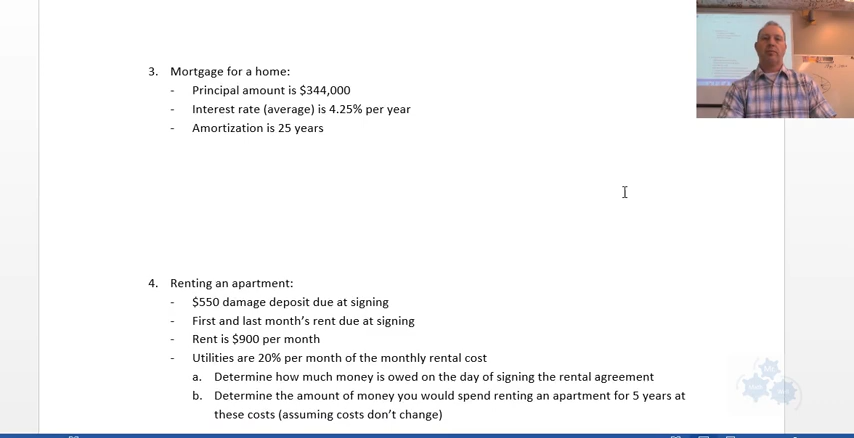 3. Mortgage for a home:
- Principal amount is $344,000
- Interest rate (average) is 4.25% per year
- Amortization is 25 years
4. Renting an apartment:
- $550 damage deposit due at signing
- First and last month’s rent due at signing
- Rent is $900 per month
- Utilities are 20% per month of the monthly rental cost
a. Determine how much money is owed on the day of signing the rental agreement
b. Determine the amount of money you would spend renting an apartment for 5 years at
these costs (assuming costs don’t change)